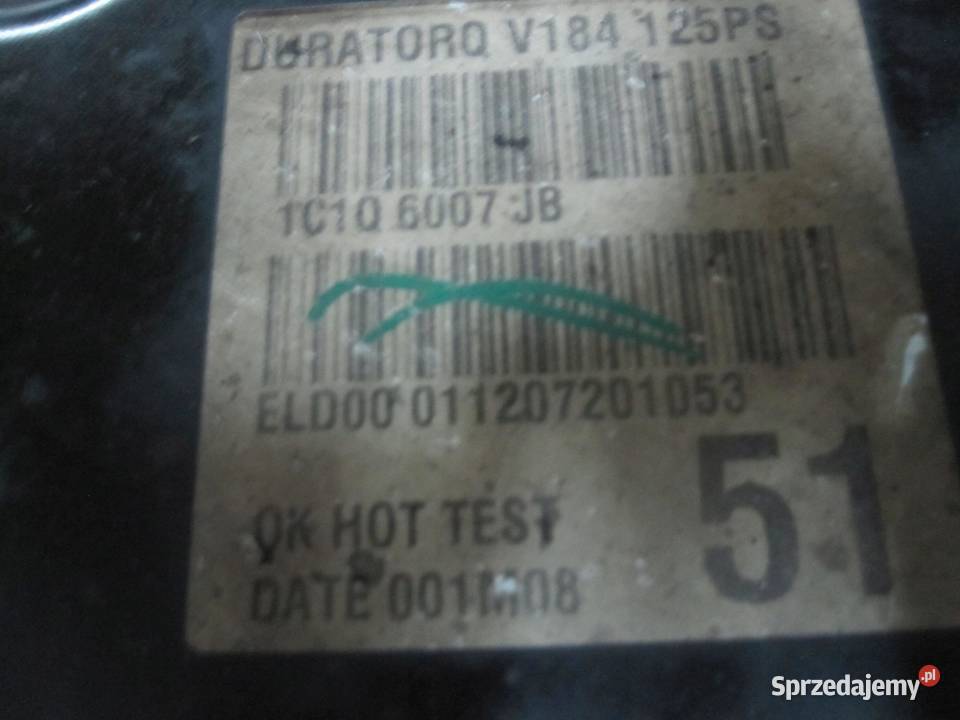 DURATORQ V184 125PS
1C1Q 6007 JB
ELD00 011207201053
51
OK HOT TEST
DATE 001M08
Sprzedajemy.pl